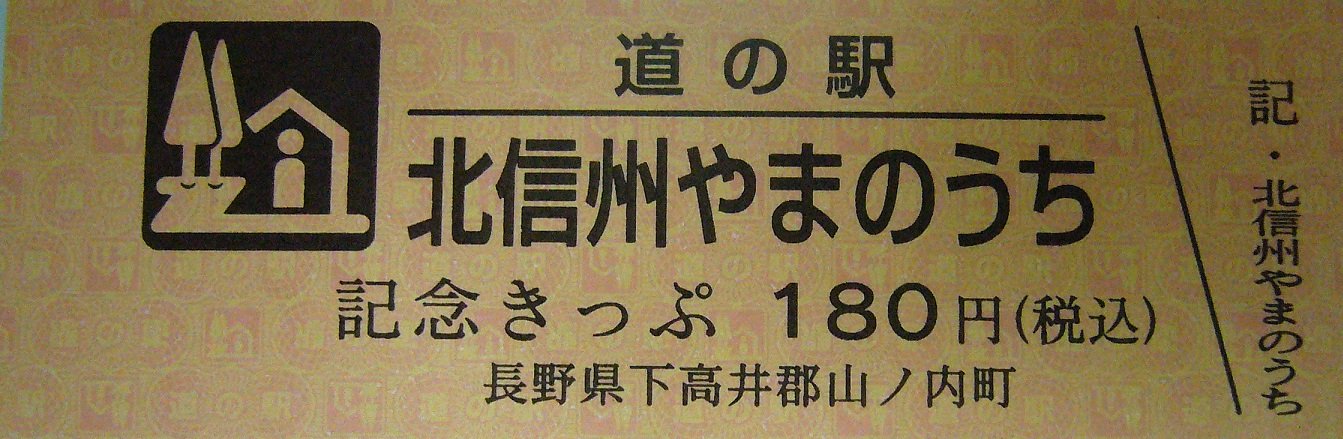 道の駅
北信州やまのうち
記念きっぷ 180円(税込)
長野県下高井郡山ノ内町
記・北信州やまのうち